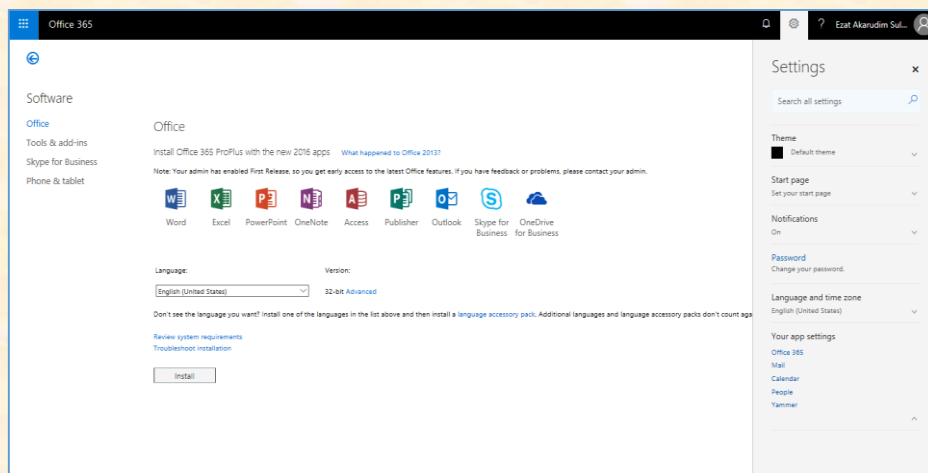 Office 365
? Ezat Akarudim Sul...
Software
Office
Tools & add-ins
Skype for Business
Phone & tablet
Office
Install Office 365 ProPlus with the new 2016 apps What happened to Office 2013?
Note: Your admin has enabled First Release, so you get early access to the latest Office features. If you have feedback or problems, please contact your admin.
Word Excel PowerPoint OneNote Access Publisher Outlook Skype for Business OneDrive for Business
Language: Version:
English (United States) 32-bit Advanced
Don't see the language you want? Install one of the languages in the list above and then install a language accessory pack. Additional languages and language accessory packs don't count aga
Review system requirements
Troubleshoot installation
Install
Settings
Search all settings
Theme
Default theme
Start page
Set your start page
Notifications
On
Password
Change your password.
Language and time zone
English (United States)
Your app settings
Office 365
Mail
Calendar
People
Yammer